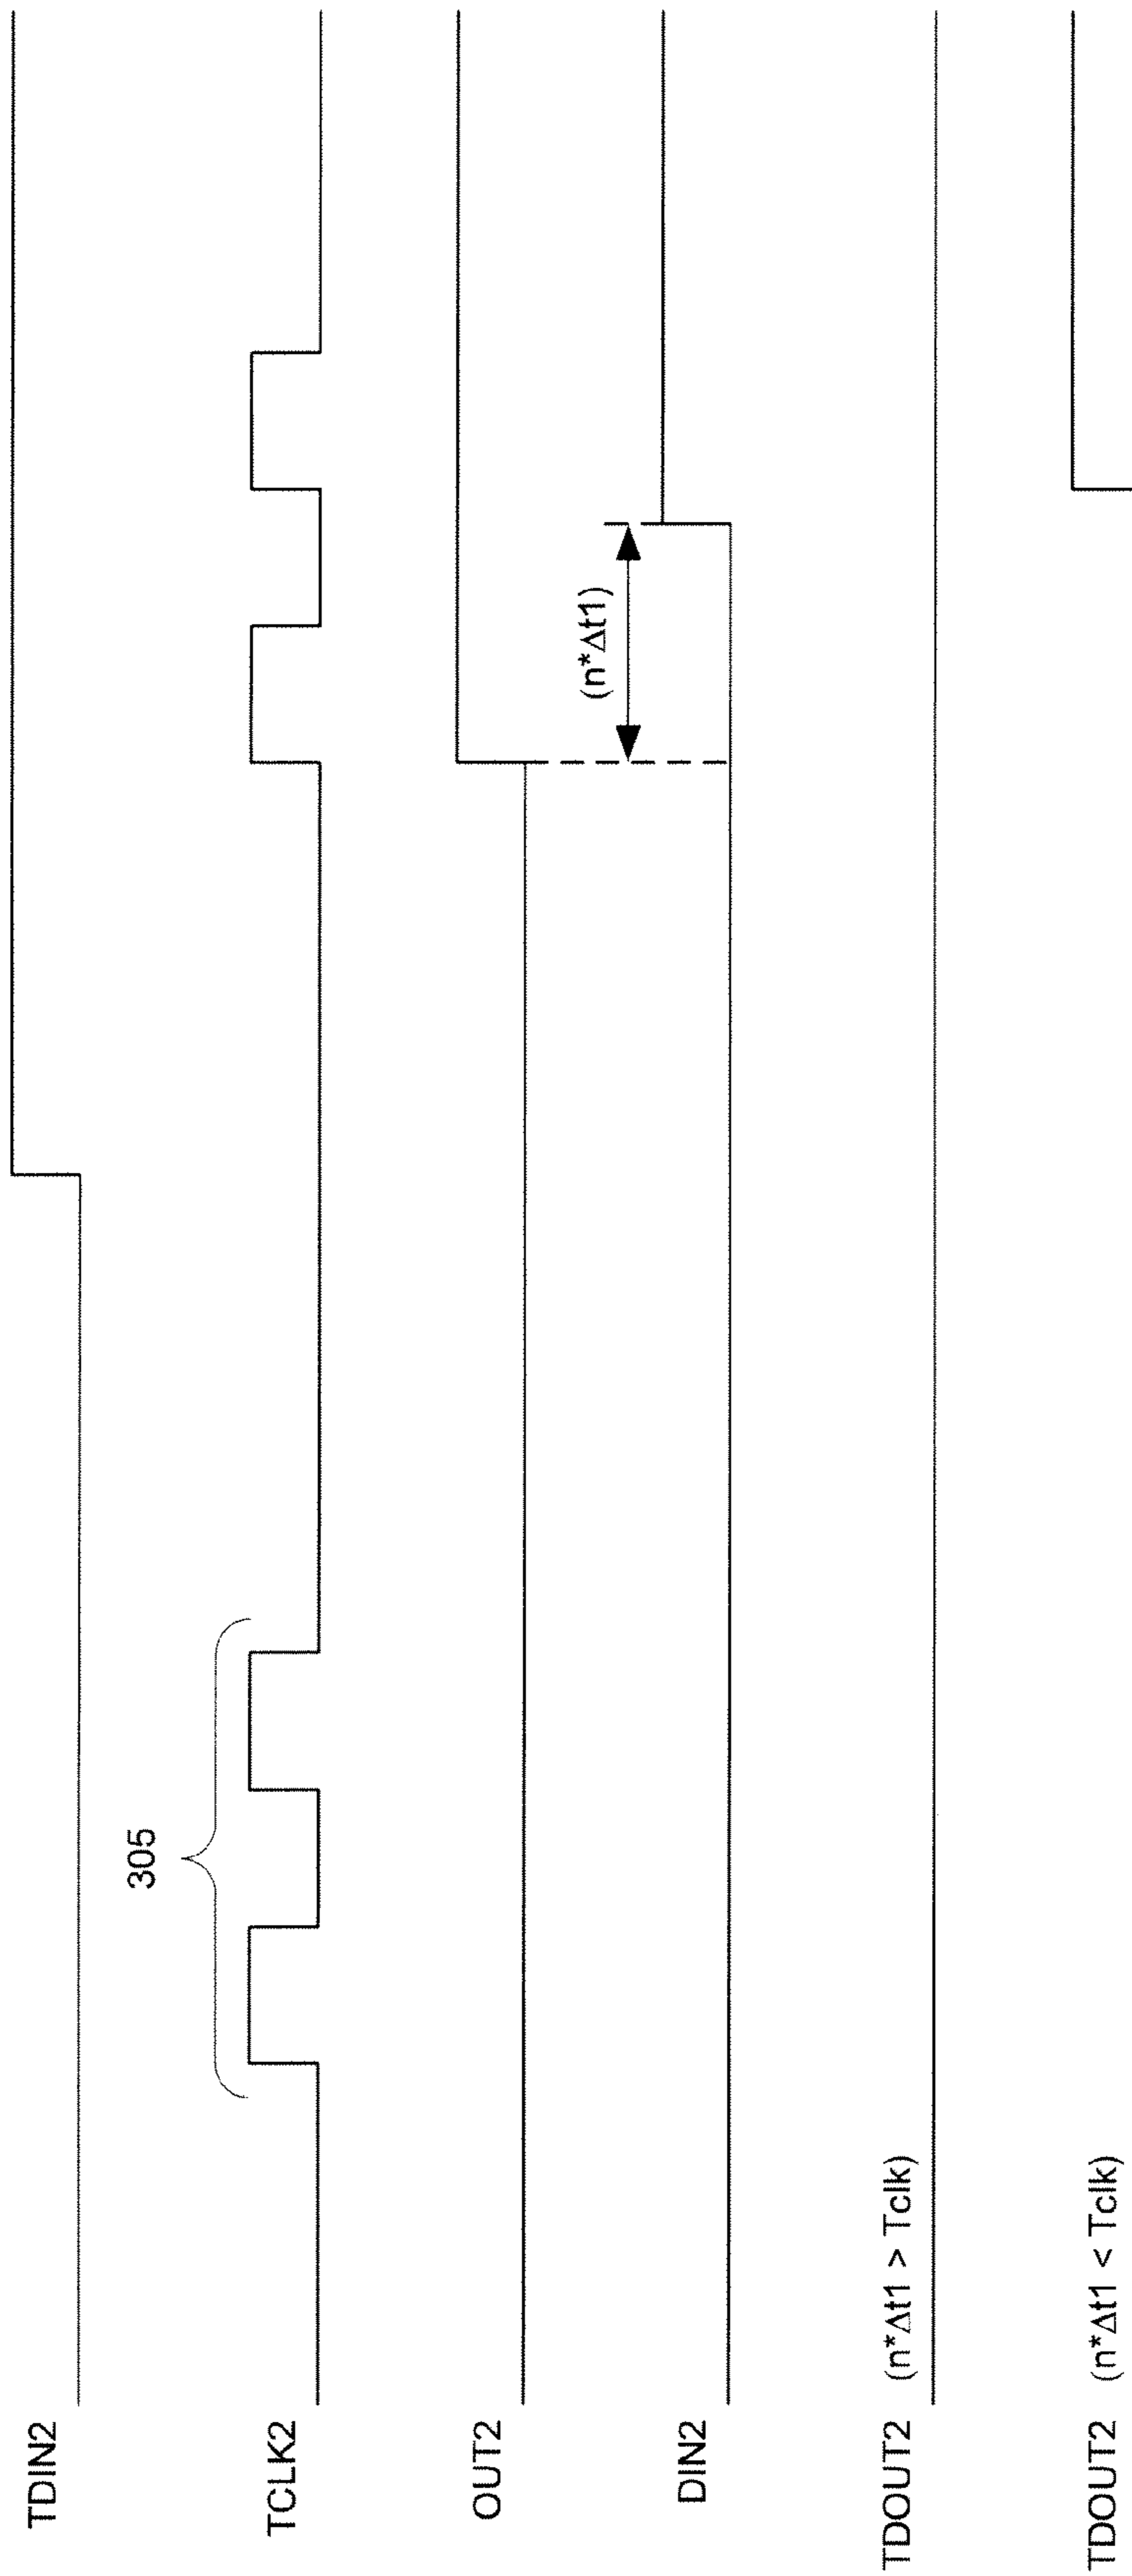 TDIN2
305
TCLK2
OUT2
(n*Δt1)
DIN2
TDOUT2 (n*Δt1 > Tclk)
TDOUT2 (n*Δt1 < Tclk)